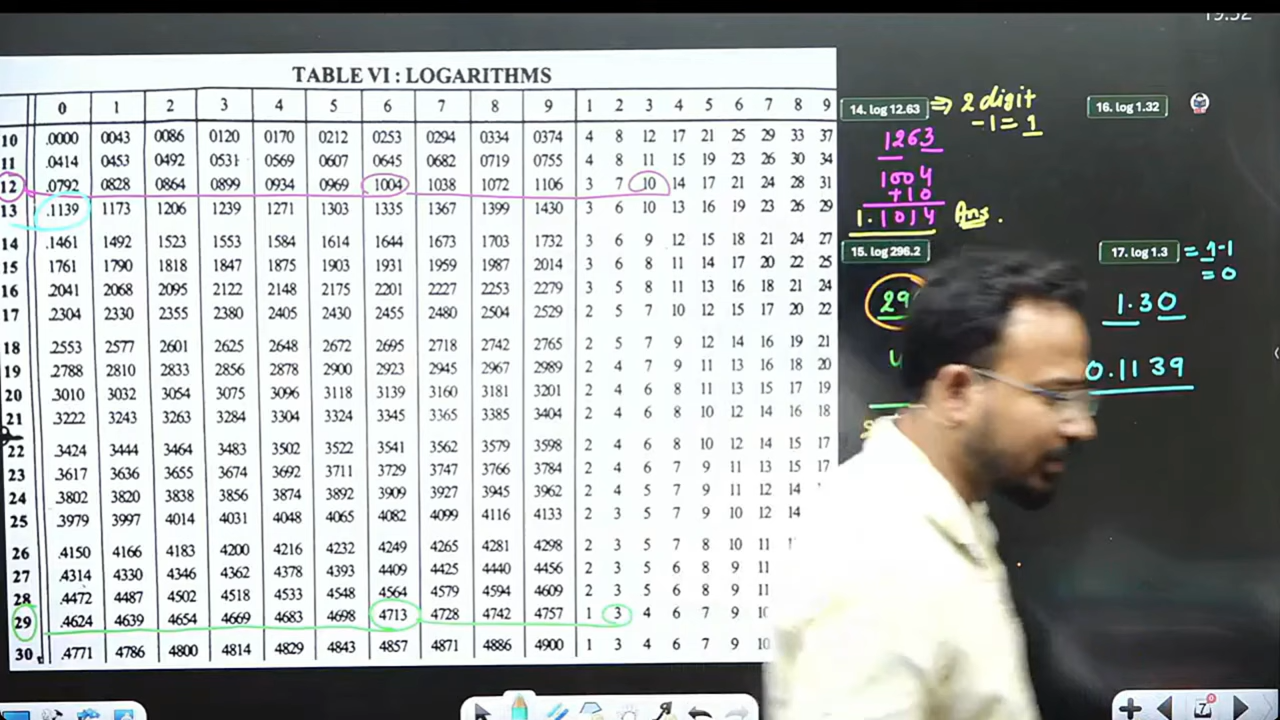 19:52
TABLE VI : LOGARITHMS
0 1 2 3 4 5 6 7 8 9 1 2 3 4 5 6 7 8 9
10 .0000 0043 0086 0120 0170 0212 0253 0294 0334 0374 4 8 12 17 21 25 29 33 37
11 .0414 0453 0492 0531 0569 0607 0645 0682 0719 0755 4 8 11 15 19 23 26 30 34
12 .0792 0828 0864 0899 0934 0969 1004 1038 1072 1106 3 7 10 14 17 21 24 28 31
13 .1139 1173 1206 1239 1271 1303 1335 1367 1399 1430 3 6 10 13 16 19 23 26 29
14 .1461 1492 1523 1553 1584 1614 1644 1673 1703 1732 3 6 9 12 15 18 21 24 27
15 1761 1790 1818 1847 1875 1903 1931 1959 1987 2014 3 6 8 11 14 17 20 22 25
16 .2041 2068 2095 2122 2148 2175 2201 2227 2253 2279 3 5 8 11 13 16 18 21 24
17 .2304 2330 2355 2380 2405 2430 2455 2480 2504 2529 2 5 7 10 12 15 17 20 22
18 .2553 2577 2601 2625 2648 2672 2695 2718 2742 2765 2 5 7 9 12 14 16 19 21
19 .2788 2810 2833 2856 2878 2900 2923 2945 2967 2989 2 4 7 9 11 13 16 18 20
20 .3010 3032 3054 3075 3096 3118 3139 3160 3181 3201 2 4 6 8 11 13 15 17 19
21 .3222 3243 3263 3284 3304 3324 3345 3365 3385 3404 2 4 6 8 10 12 14 16 18
22 .3424 3444 3464 3483 3502 3522 3541 3562 3579 3598 2 4 6 8 10 12 14 15 17
23 .3617 3636 3655 3674 3692 3711 3729 3747 3766 3784 2 4 6 7 9 11 13 15 17
24 .3802 3820 3838 3856 3874 3892 3909 3927 3945 3962 2 4 5 7 9 11 12 14
25 .3979 3997 4014 4031 4048 4065 4082 4099 4116 4133 2 3 5 7 9 10 12 14
26 .4150 4166 4183 4200 4216 4232 4249 4265 4281 4298 2 3 5 7 8 10 11
27 .4314 4330 4346 4362 4378 4393 4409 4425 4440 4456 2 3 5 6 8 9 11
28 .4472 4487 4502 4518 4533 4548 4564 4579 4594 4609 2 3 5 6 8 9 11
29 .4624 4639 4654 4669 4683 4698 4713 4728 4742 4757 1 3 4 6 7 9
30 .4771 4786 4800 4814 4829 4843 4857 4871 4886 4900 1 3 4 6 7 9
14. log 12.63 ⇒ 2 digit
-1 = 1
1263
1004
+10
1.1014 Ans.
15. log 296.2
29
16. log 1.32
17. log 1.3 = 1-1
= 0
1.30
0.1139
7